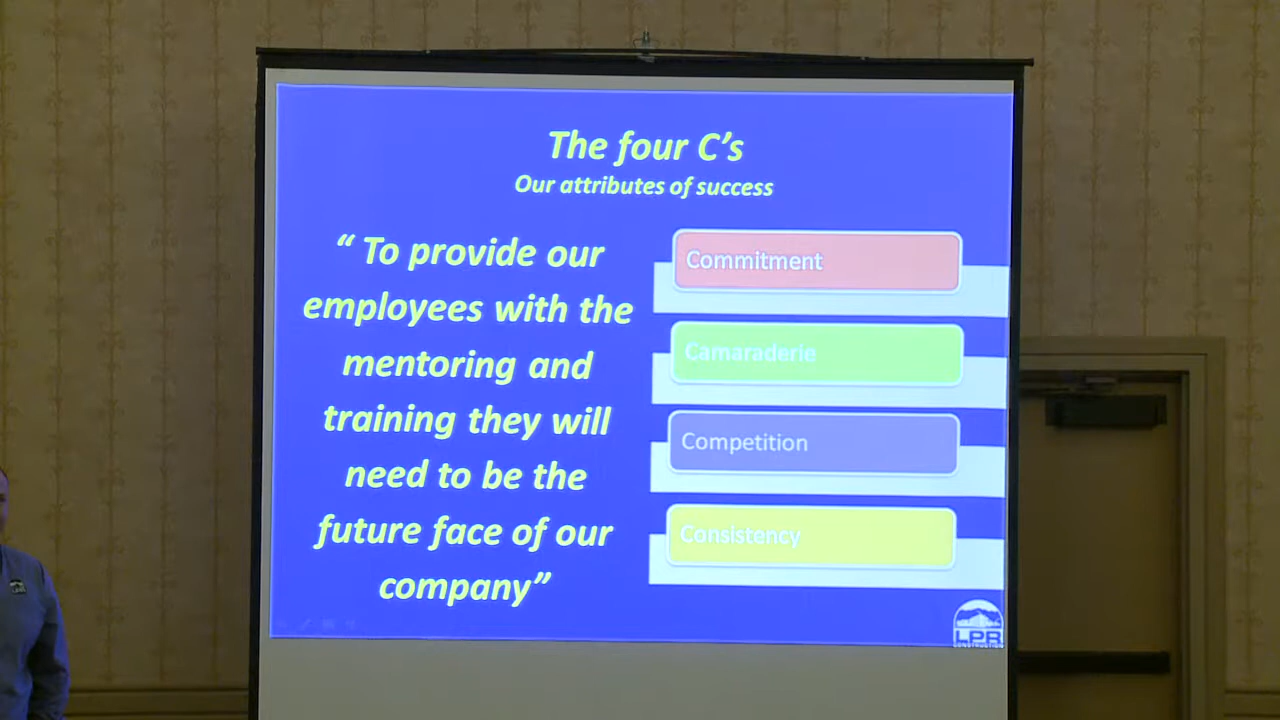 The four C's
Our attributes of success
“ To provide our
employees with the
mentoring and
training they will
need to be the
future face of our
company”
Commitment
Camaraderie
Competition
Consistency
LPR
CONSTRUCTION